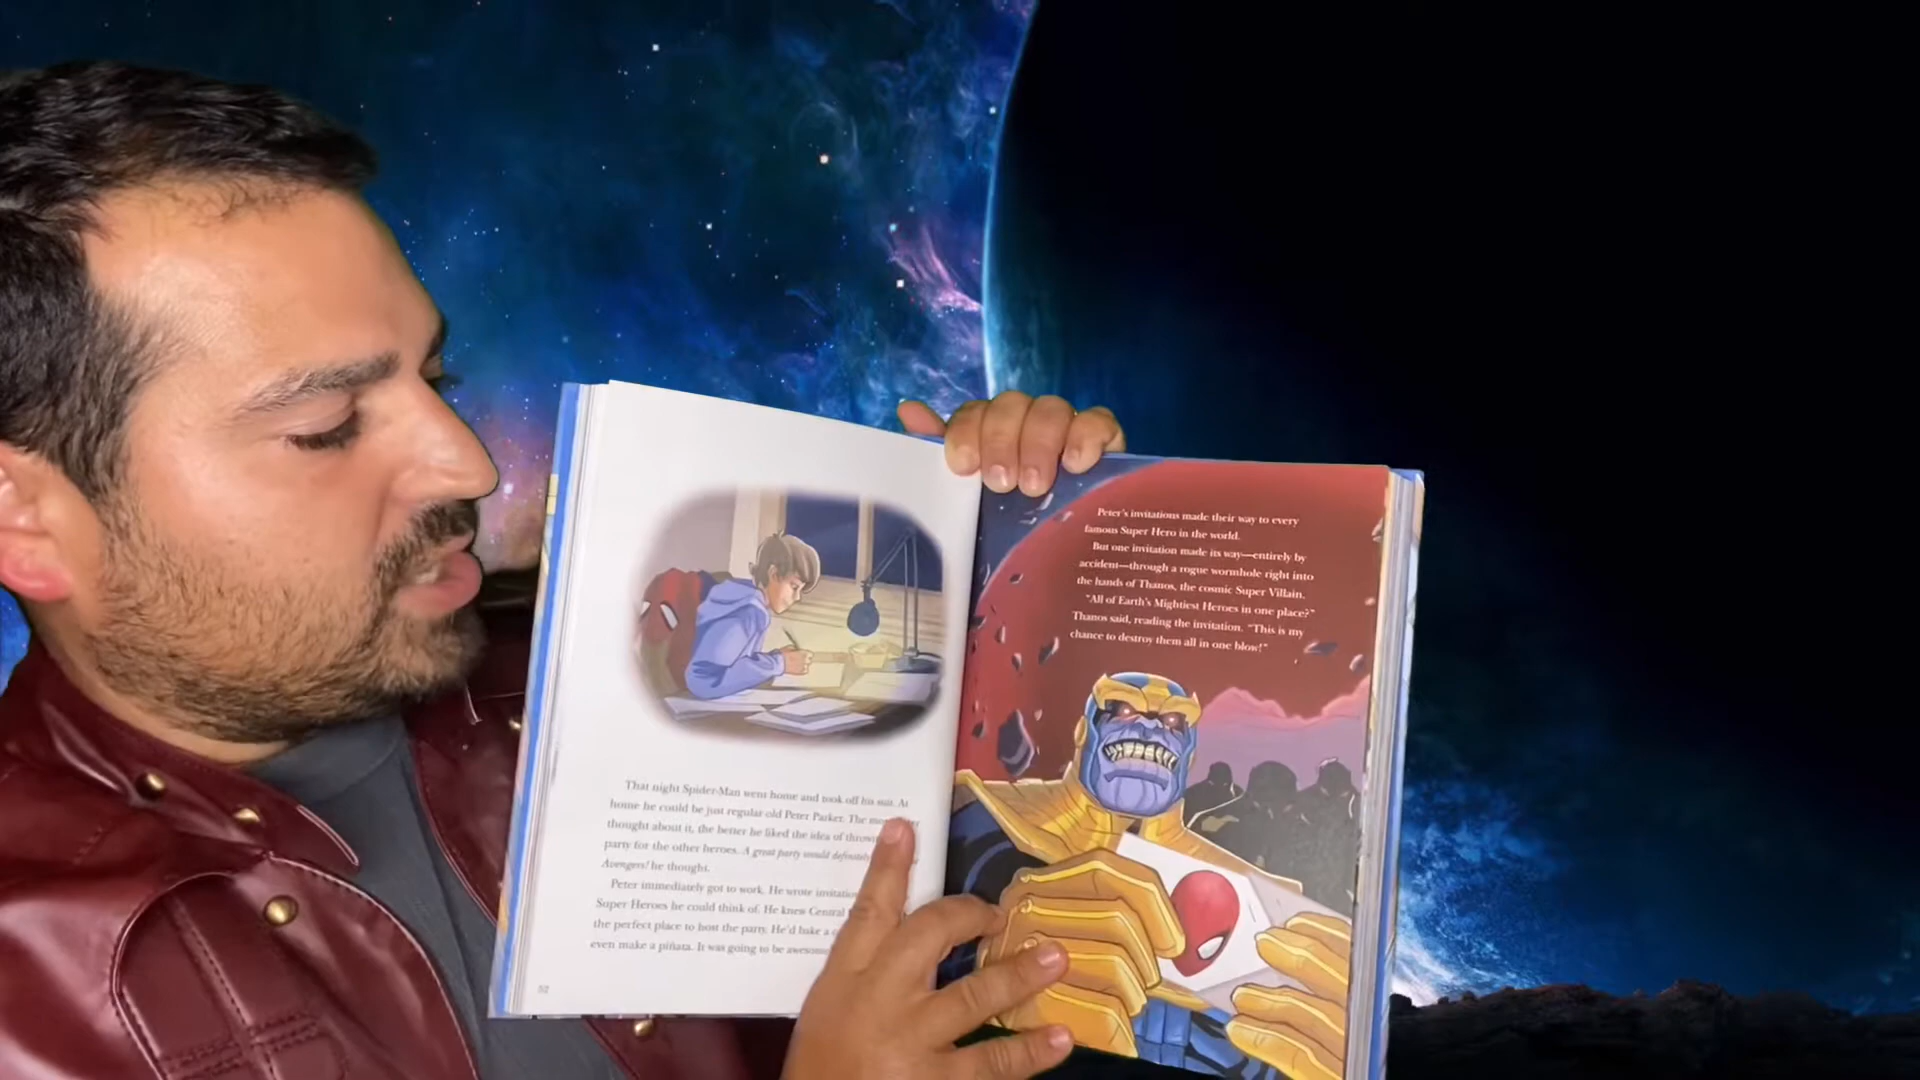 That night Spider-Man went home and took off his suit. At
home he could be just regular old Peter Parker. The more
thought about it, the better he liked the idea of
party for the other heroes. A great party would definitely
Avengers! he thought.
Peter immediately got to work. He wrote
Super Heroes he could think of. He knew Central
the perfect place to host the party. He'd bake a
even make a piñata. It was going to be
52
Peter's invitations made their way to every
famous Super Hero in the world.
But one invitation made its way—entirely by
accident—through a rogue wormhole right into
the hands of Thanos, the cosmic Super Villain.
"All of Earth's Mightiest Heroes in one place?"
Thanos said, reading the invitation. "This is my
chance to destroy them all in one blow!"